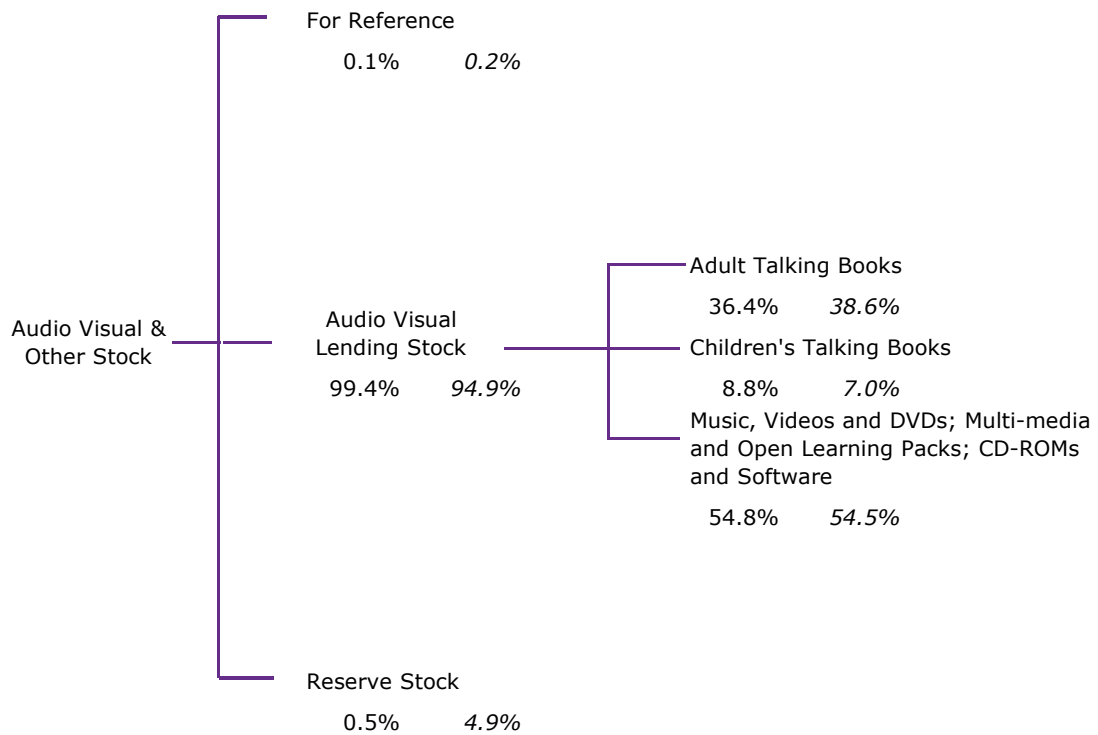 For Reference
0.1% 0.2%
Audio Visual &
Other Stock
Audio Visual
Lending Stock
99.4% 94.9%
Adult Talking Books
36.4% 38.6%
Children's Talking Books
8.8% 7.0%
Music, Videos and DVDs; Multi-media
and Open Learning Packs; CD-ROMs
and Software
54.8% 54.5%
Reserve Stock
0.5% 4.9%